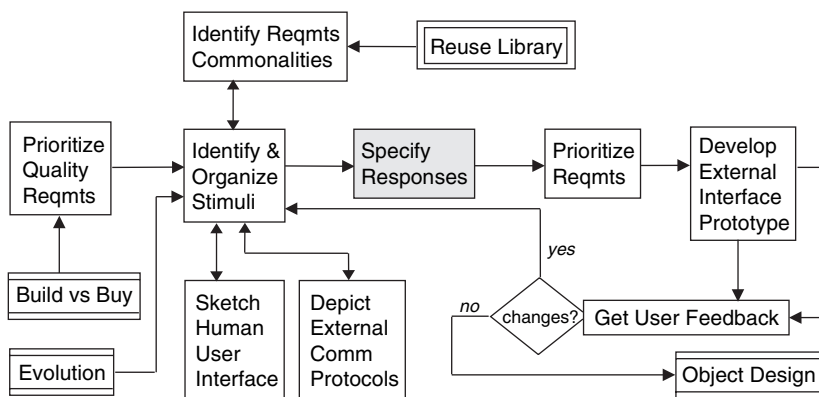 Identify Reqmts
Commonalities
Reuse Library
Prioritize
Quality
Reqmts
Identify &
Organize
Stimuli
Specify
Responses
Prioritize
Reqmts
Develop
External
Interface
Prototype
yes
Build vs Buy
Sketch
Human
User
Interface
Depict
External
Comm
Protocols
no
changes?
Get User Feedback
Evolution
Object Design